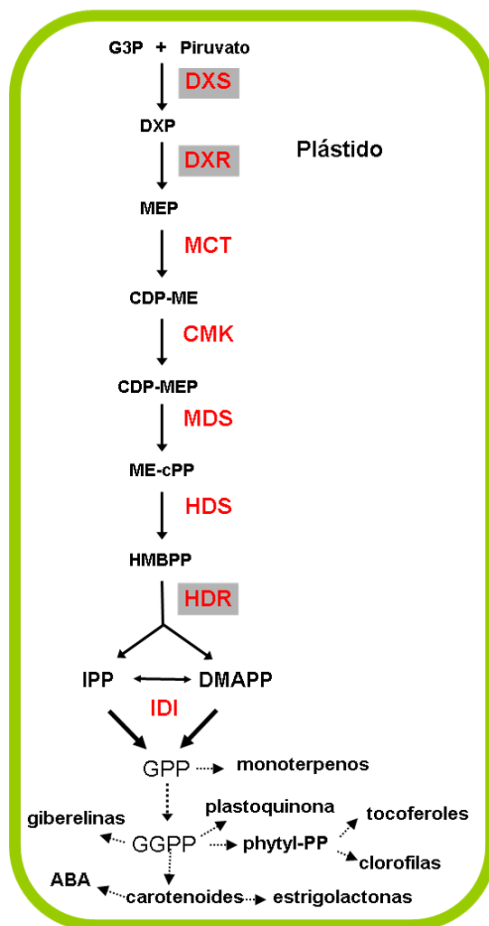 G3P + Piruvato
DXS
DXP
Plástido
DXR
MEP
MCT
CDP-ME
CMK
CDP-MEP
MDS
ME-cPP
HDS
HMBPP
HDR
IPP DMAPP
IDI
GPP monoterpenos
plastoquinona tocoferoles
giberelinas
GGPP phytyl-PP
clorofilas
ABA
carotenoides estrigolactonas